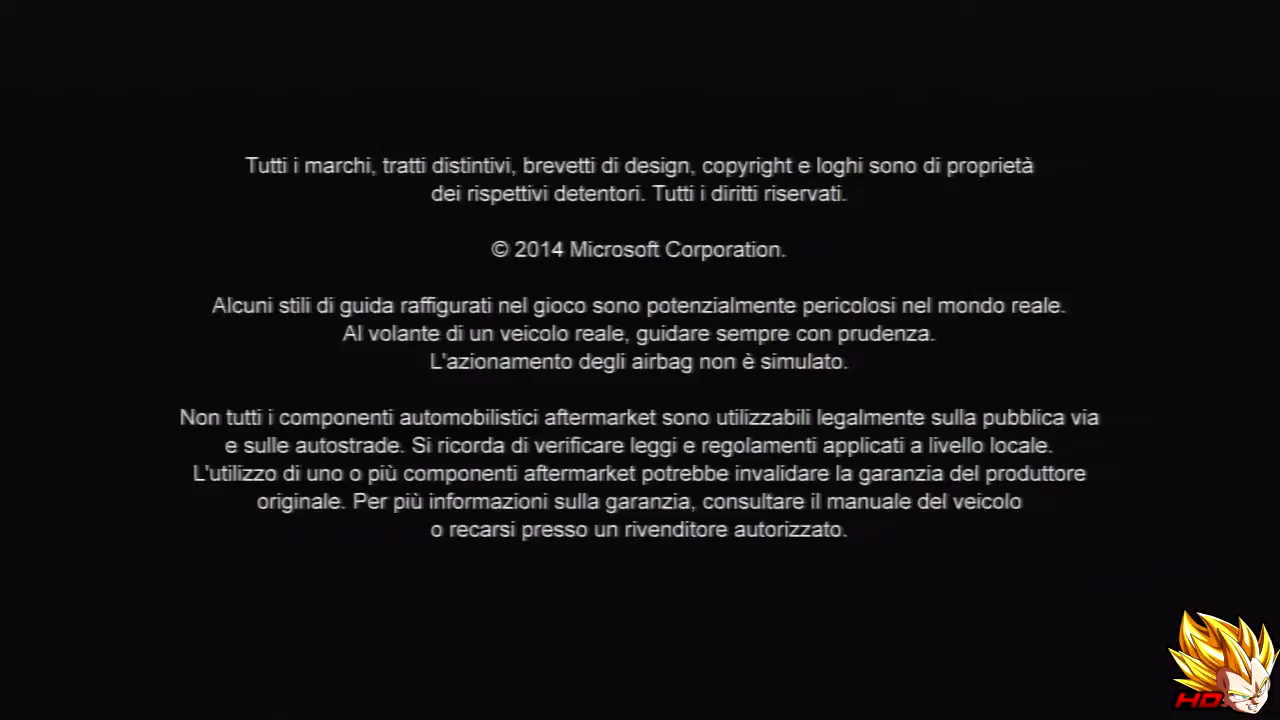 Tutti i marchi, tratti distintivi, brevetti di design, copyright e loghi sono di proprietà
dei rispettivi detentori. Tutti i diritti riservati.
© 2014 Microsoft Corporation.
Alcuni stili di guida raffigurati nel gioco sono potenzialmente pericolosi nel mondo reale.
Al volante di un veicolo reale, guidare sempre con prudenza.
L'azionamento degli airbag non è simulato.
Non tutti i componenti automobilistici aftermarket sono utilizzabili legalmente sulla pubblica via
e sulle autostrade. Si ricorda di verificare leggi e regolamenti applicati a livello locale.
L'utilizzo di uno o più componenti aftermarket potrebbe invalidare la garanzia del produttore
originale. Per più informazioni sulla garanzia, consultare il manuale del veicolo
o recarsi presso un rivenditore autorizzato.
HD